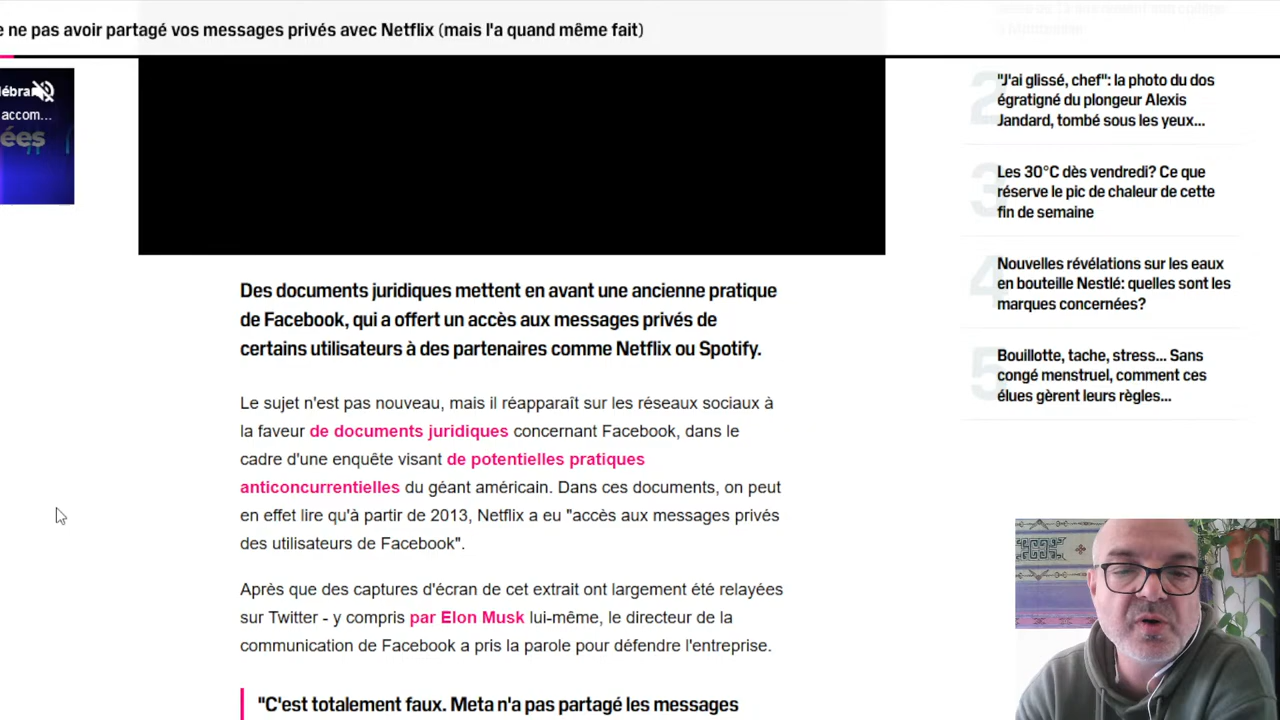 e ne pas avoir partagé vos messages privés avec Netflix (mais l'a quand même fait)
accom...
ées
Des documents juridiques mettent en avant une ancienne pratique
de Facebook, qui a offert un accès aux messages privés de
certains utilisateurs à des partenaires comme Netflix ou Spotify.
Le sujet n'est pas nouveau, mais il réapparaît sur les réseaux sociaux à
la faveur de documents juridiques concernant Facebook, dans le
cadre d'une enquête visant de potentielles pratiques
anticoncurrentielles du géant américain. Dans ces documents, on peut
en effet lire qu'à partir de 2013, Netflix a eu "accès aux messages privés
des utilisateurs de Facebook".
Après que des captures d'écran de cet extrait ont largement été relayées
sur Twitter - y compris par Elon Musk lui-même, le directeur de la
communication de Facebook a pris la parole pour défendre l'entreprise.
"C'est totalement faux. Meta n'a pas partagé les messages
2
"J'ai glissé, chef": la photo du dos
égratigné du plongeur Alexis
Jandard, tombé sous les yeux...
3
Les 30°C dès vendredi? Ce que
réserve le pic de chaleur de cette
fin de semaine
4
Nouvelles révélations sur les eaux
en bouteille Nestlé: quelles sont les
marques concernées?
5
Bouillotte, tache, stress... Sans
congé menstruel, comment ces
élues gèrent leurs règles...